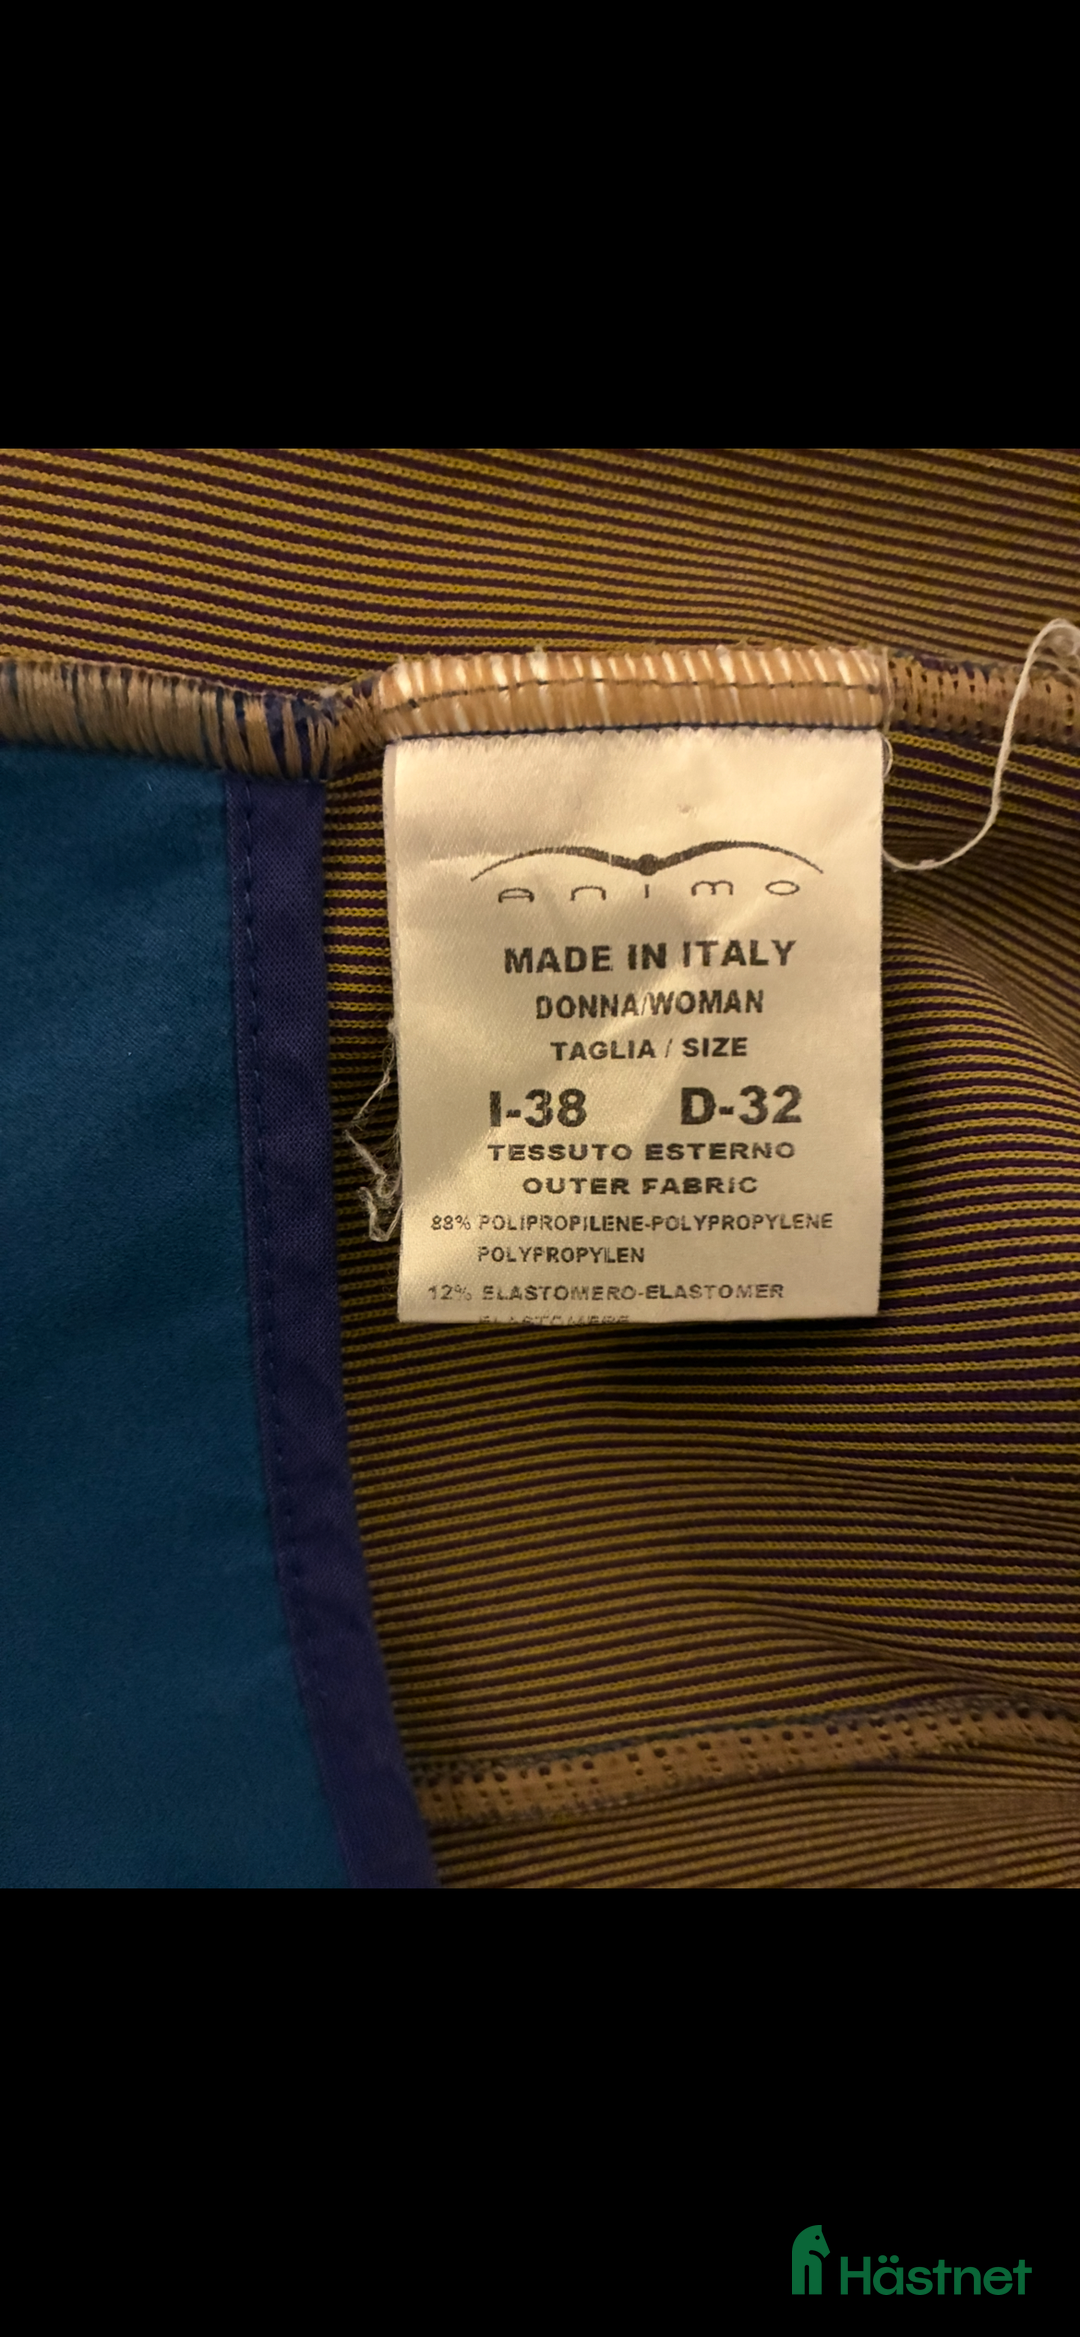 animo
MADE IN ITALY
DONNA/WOMAN
TAGLIA / SIZE
I-38 D-32
TESSUTO ESTERNO
OUTER FABRIC
88% POLIPROPILENE-POLYPROPYLENE
POLYPROPYLEN
12% ELASTOMERO-ELASTOMER
Hästnet